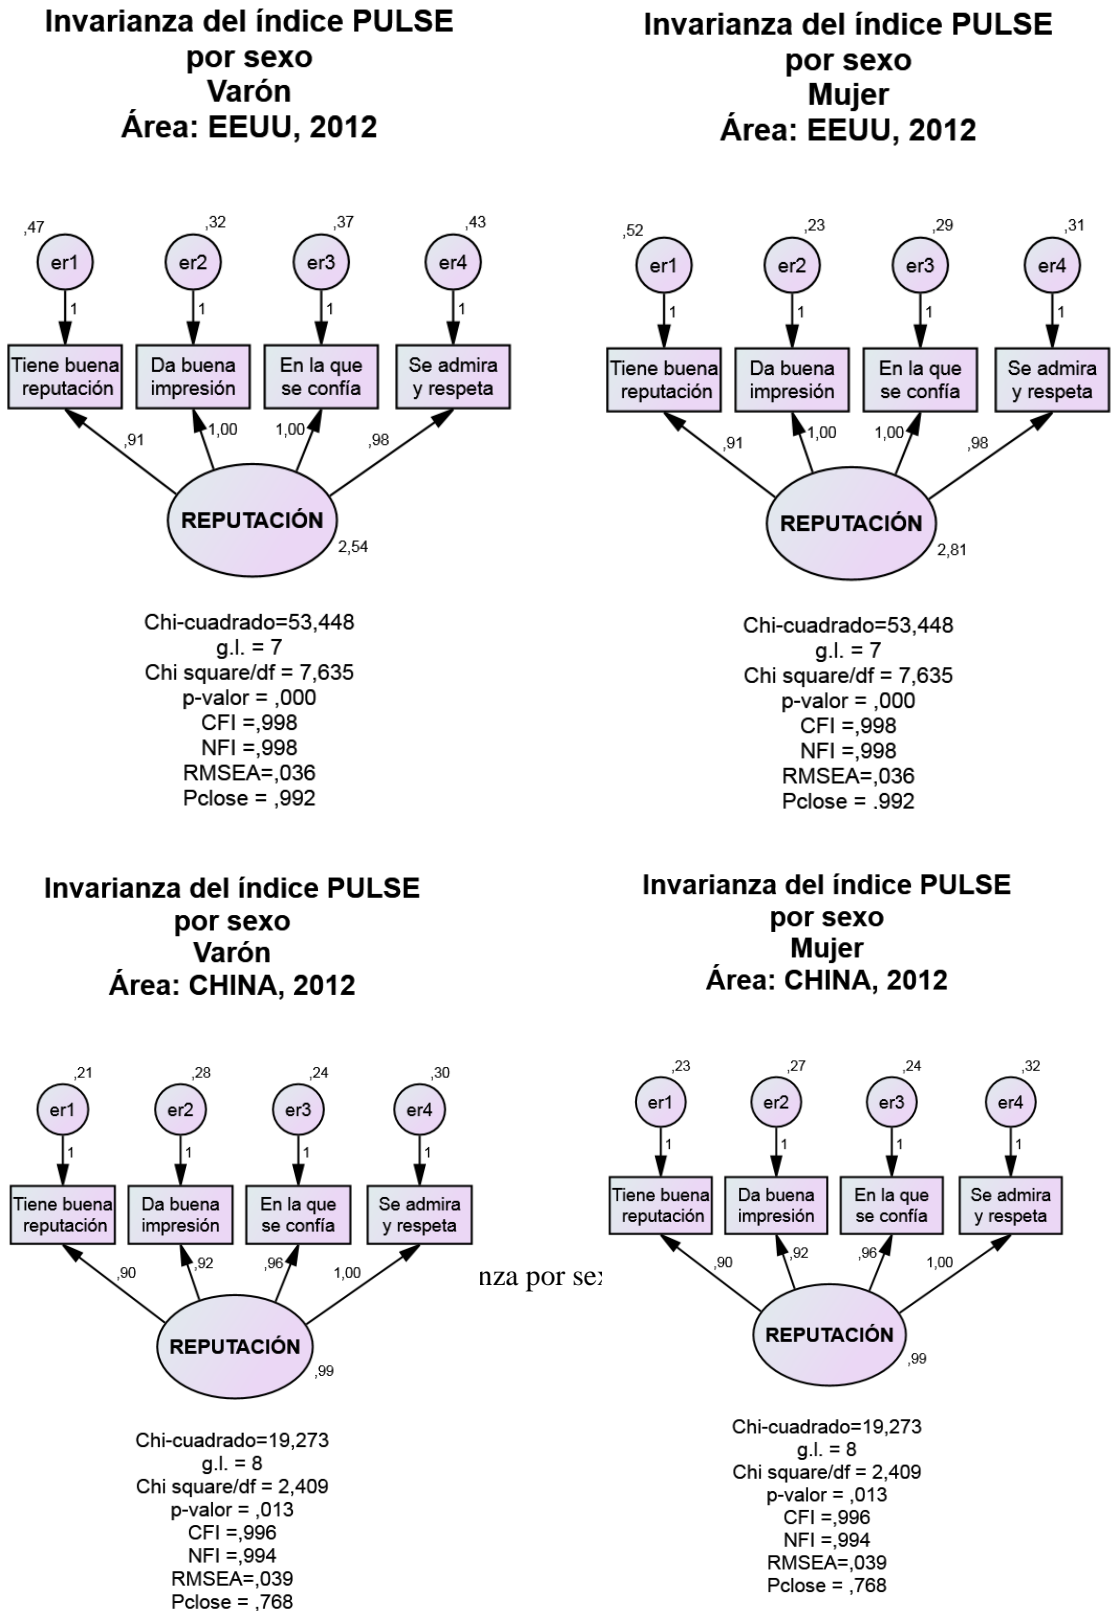 Invarianza del índice PULSE
por sexo
Varón
Área: EEUU, 2012
,47
,32
,37
,43
er1
er2
er3
er4
1
1
1
1
Tiene buena
reputación
Da buena
impresión
En la que
se confía
Se admira
y respeta
,91
1,00
1,00
,98
REPUTACIÓN
2,54
Chi-cuadrado=53,448
g.l. = 7
Chi square/df = 7,635
p-valor = ,000
CFI =,998
NFI =,998
RMSEA=,036
Pclose = ,992
Invarianza del índice PULSE
por sexo
Mujer
Área: EEUU, 2012
,52
,23
,29
,31
er1
er2
er3
er4
1
1
1
1
Tiene buena
reputación
Da buena
impresión
En la que
se confía
Se admira
y respeta
,91
1,00
1,00
,98
REPUTACIÓN
2,81
Chi-cuadrado=53,448
g.l. = 7
Chi square/df = 7,635
p-valor = ,000
CFI =,998
NFI =,998
RMSEA=,036
Pclose = .992
Invarianza del índice PULSE
por sexo
Varón
Área: CHINA, 2012
,21
,28
,24
,30
er1
er2
er3
er4
1
1
1
1
Tiene buena
reputación
Da buena
impresión
En la que
se confía
Se admira
y respeta
,90
,92
,96
1,00
REPUTACIÓN
,99
Chi-cuadrado=19,273
g.l. = 8
Chi square/df = 2,409
p-valor = ,013
CFI =,996
NFI =,994
RMSEA=,039
Pclose = ,768
nza por
Invarianza del índice PULSE
por sexo
Mujer
Área: CHINA, 2012
,23
,27
,24
,32
er1
er2
er3
er4
1
1
1
1
Tiene buena
reputación
Da buena
impresión
En la que
se confía
Se admira
y respeta
,90
,92
,96
1,00
REPUTACIÓN
,99
Chi-cuadrado=19,273
g.l. = 8
Chi square/df = 2,409
p-valor = ,013
CFI =,996
NFI =,994
RMSEA=,039
Pclose = ,768